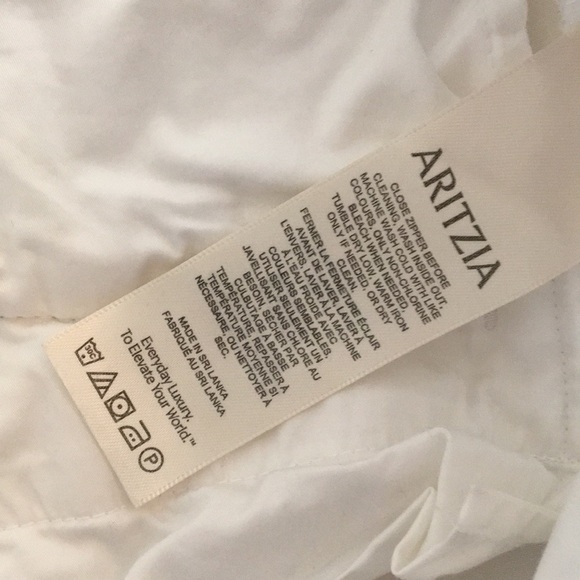 ARITZIA
CLOSE ZIPPER BEFORE
CLEANING, WASH INSIDE OUT,
MACHINE WASH COLD WITH LIKE
COLOURS, ONLY NON-CHLORINE
BLEACH WHEN NEEDED
TUMBLE DRY LOW, WARM IRON
ONLY IF NEEDED, OR DRY
CLEAN.
FERMER LA FERMETURE ÉCLAIR
AVANT DE LAVER, LAVER À
L'ENVERS, LAVER À LA MACHINE
À L'EAU FROIDE AVEC
COULEURS SEMBLABLES,
UTILISER SEULEMENT UN
JAVELLISANT SANS CHLORE AU
BESOIN, SÉCHER PAR
CULBUTAGE À BASSE
TEMPÉRATURE, REPASSER À
TEMPÉRATURE MOYENNE SI
NÉCESSAIRE, OU NETTOYER À
SEC.
MADE IN SRI LANKA
FABRIQUÉ AU SRI LANKA
Everyday Luxury.
To Elevate Your World.™
30C
P